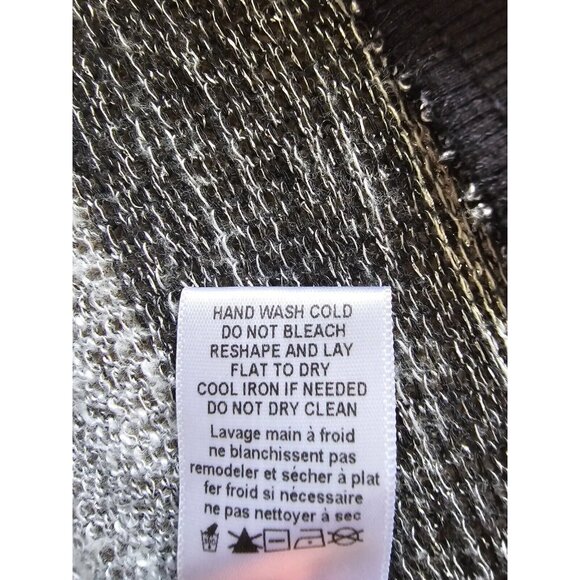 HAND WASH COLD
DO NOT BLEACH
RESHAPE AND LAY
FLAT TO DRY
COOL IRON IF NEEDED
DO NOT DRY CLEAN
Lavage main à froid
ne blanchissent pas
remodeler et sécher à plat
fer froid si nécessaire
ne pas nettoyer à sec